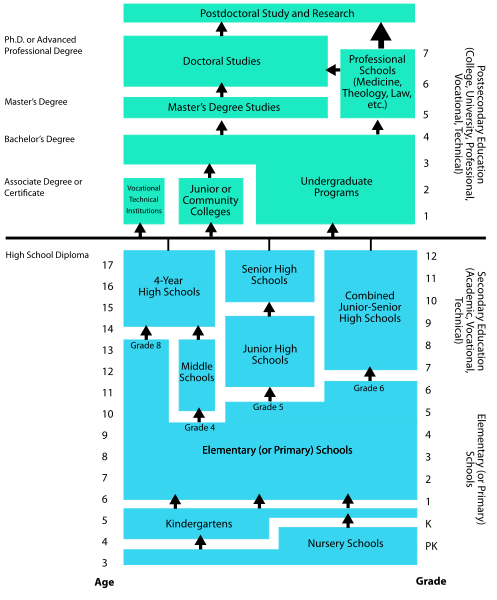 Postdoctoral Study and Research
Ph.D. or Advanced
Professional Degree
Doctoral Studies
Professional
Schools
(Medicine,
Theology, Law,
etc.)
7
6
5
Master's Degree
Master's Degree Studies
Bachelor's Degree
4
3
2
1
Associate Degree or
Certificate
Vocational
Technical
Institutions
Junior or
Community
Colleges
Undergraduate
Programs
Postsecondary Education
(College, University, Professional,
Vocational, Technical)
High School Diploma
17
16
15
14
13
12
11
10
9
8
7
6
5
4
3
Age
4-Year
High Schools
Senior High
Schools
Combined
Junior-Senior
High Schools
Grade 8
Middle
Schools
Junior High
Schools
Grade 6
Grade 5
Grade 4
Elementary (or Primary) Schools
Kindergartens
Nursery Schools
12
11
10
9
8
7
6
5
4
3
2
1
K
PK
Grade
Secondary Education
(Academic, Vocational,
Technical)
Elementary (or Primary)
Schools